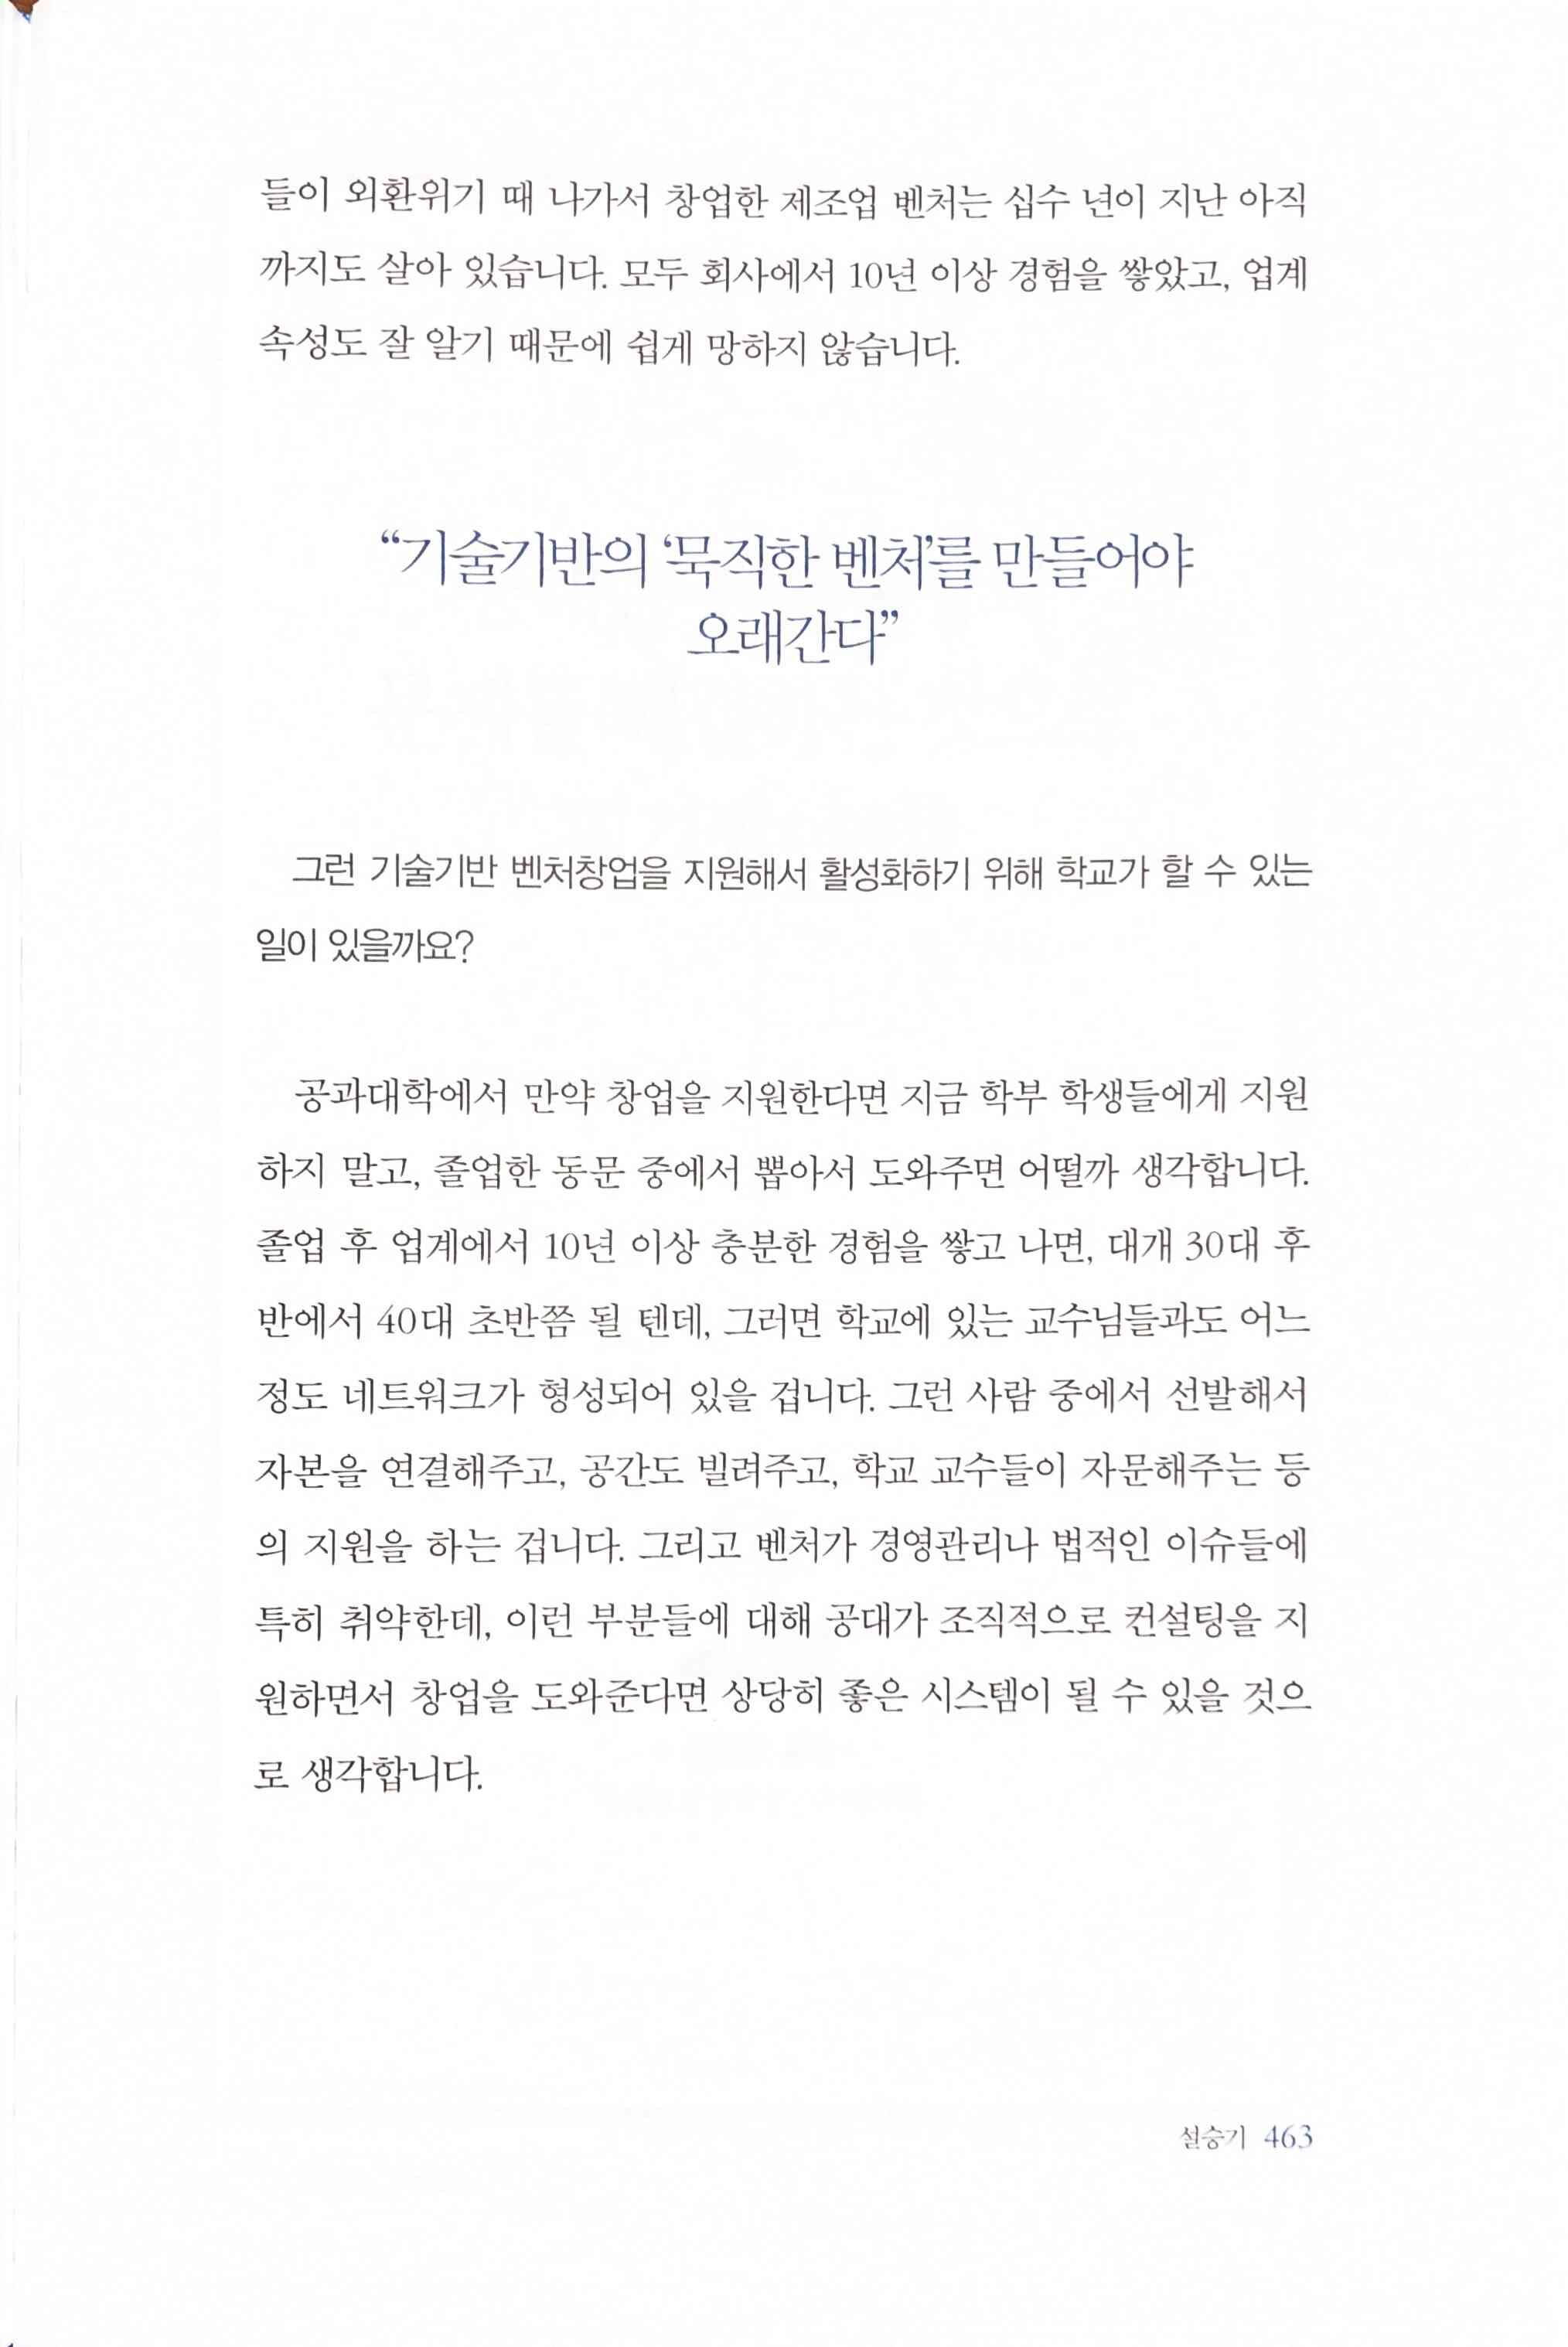 들이 외환위기 때 나가서 창업한 제조업 벤처는 십수 년이 지난 아직
까지도 살아 있습니다. 모두 회사에서 10년 이상 경험을 쌓았고, 업계
속성도 잘 알기 때문에 쉽게 망하지 않습니다.
“기술기반의 ‘묵직한 벤처’를 만들어야
오래간다”
그런 기술기반 벤처창업을 지원해서 활성화하기 위해 학교가 할 수 있는
일이 있을까요?
공과대학에서 만약 창업을 지원한다면 지금 학부 학생들에게 지원
하지 말고, 졸업한 동문 중에서 뽑아서 도와주면 어떨까 생각합니다.
졸업 후 업계에서 10년 이상 충분한 경험을 쌓고 나면, 대개 30대 후
반에서 40대 초반쯤 될 텐데, 그러면 학교에 있는 교수님들과도 어느
정도 네트워크가 형성되어 있을 겁니다. 그런 사람 중에서 선발해서
자본을 연결해주고, 공간도 빌려주고, 학교 교수들이 자문해주는 등
의 지원을 하는 겁니다. 그리고 벤처가 경영관리나 법적인 이슈들에
특히 취약한데, 이런 부분들에 대해 공대가 조직적으로 컨설팅을 지
원하면서 창업을 도와준다면 상당히 좋은 시스템이 될 수 있을 것으
로 생각합니다.
설승기 463